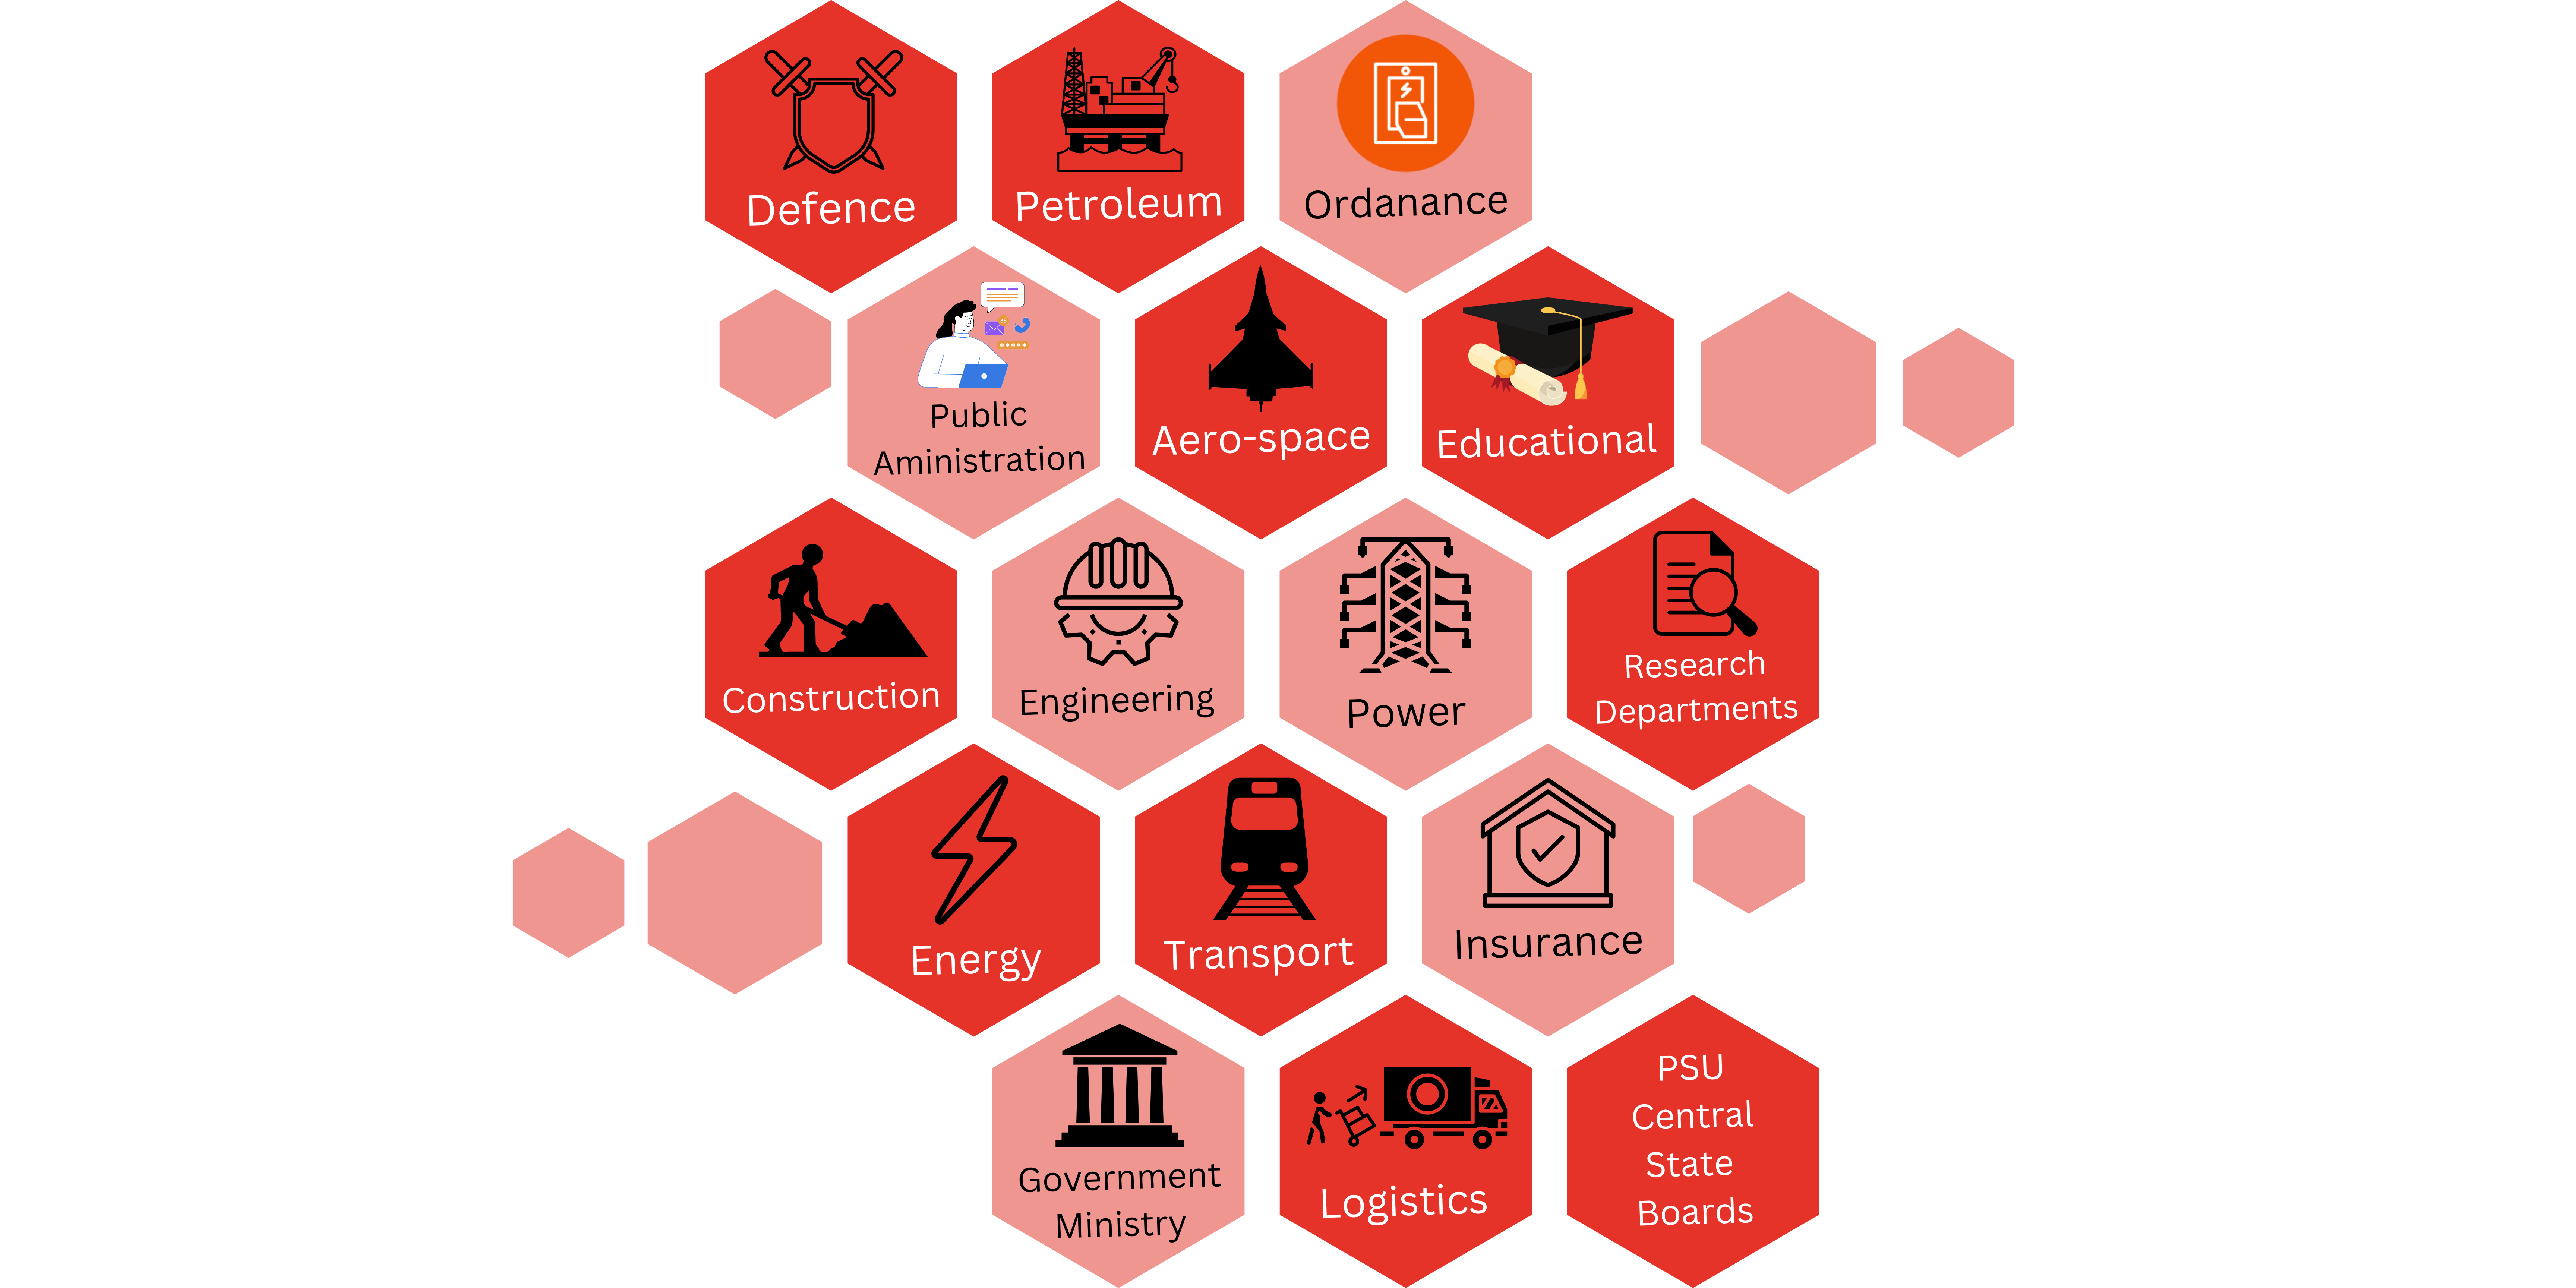 Defence
Petroleum
Ordanance
Public
Aministration
Aero-space
Educational
Construction
Engineering
Power
Research
Departments
Energy
Transport
Insurance
Government
Ministry
Logistics
PSU
Central
State
Boards